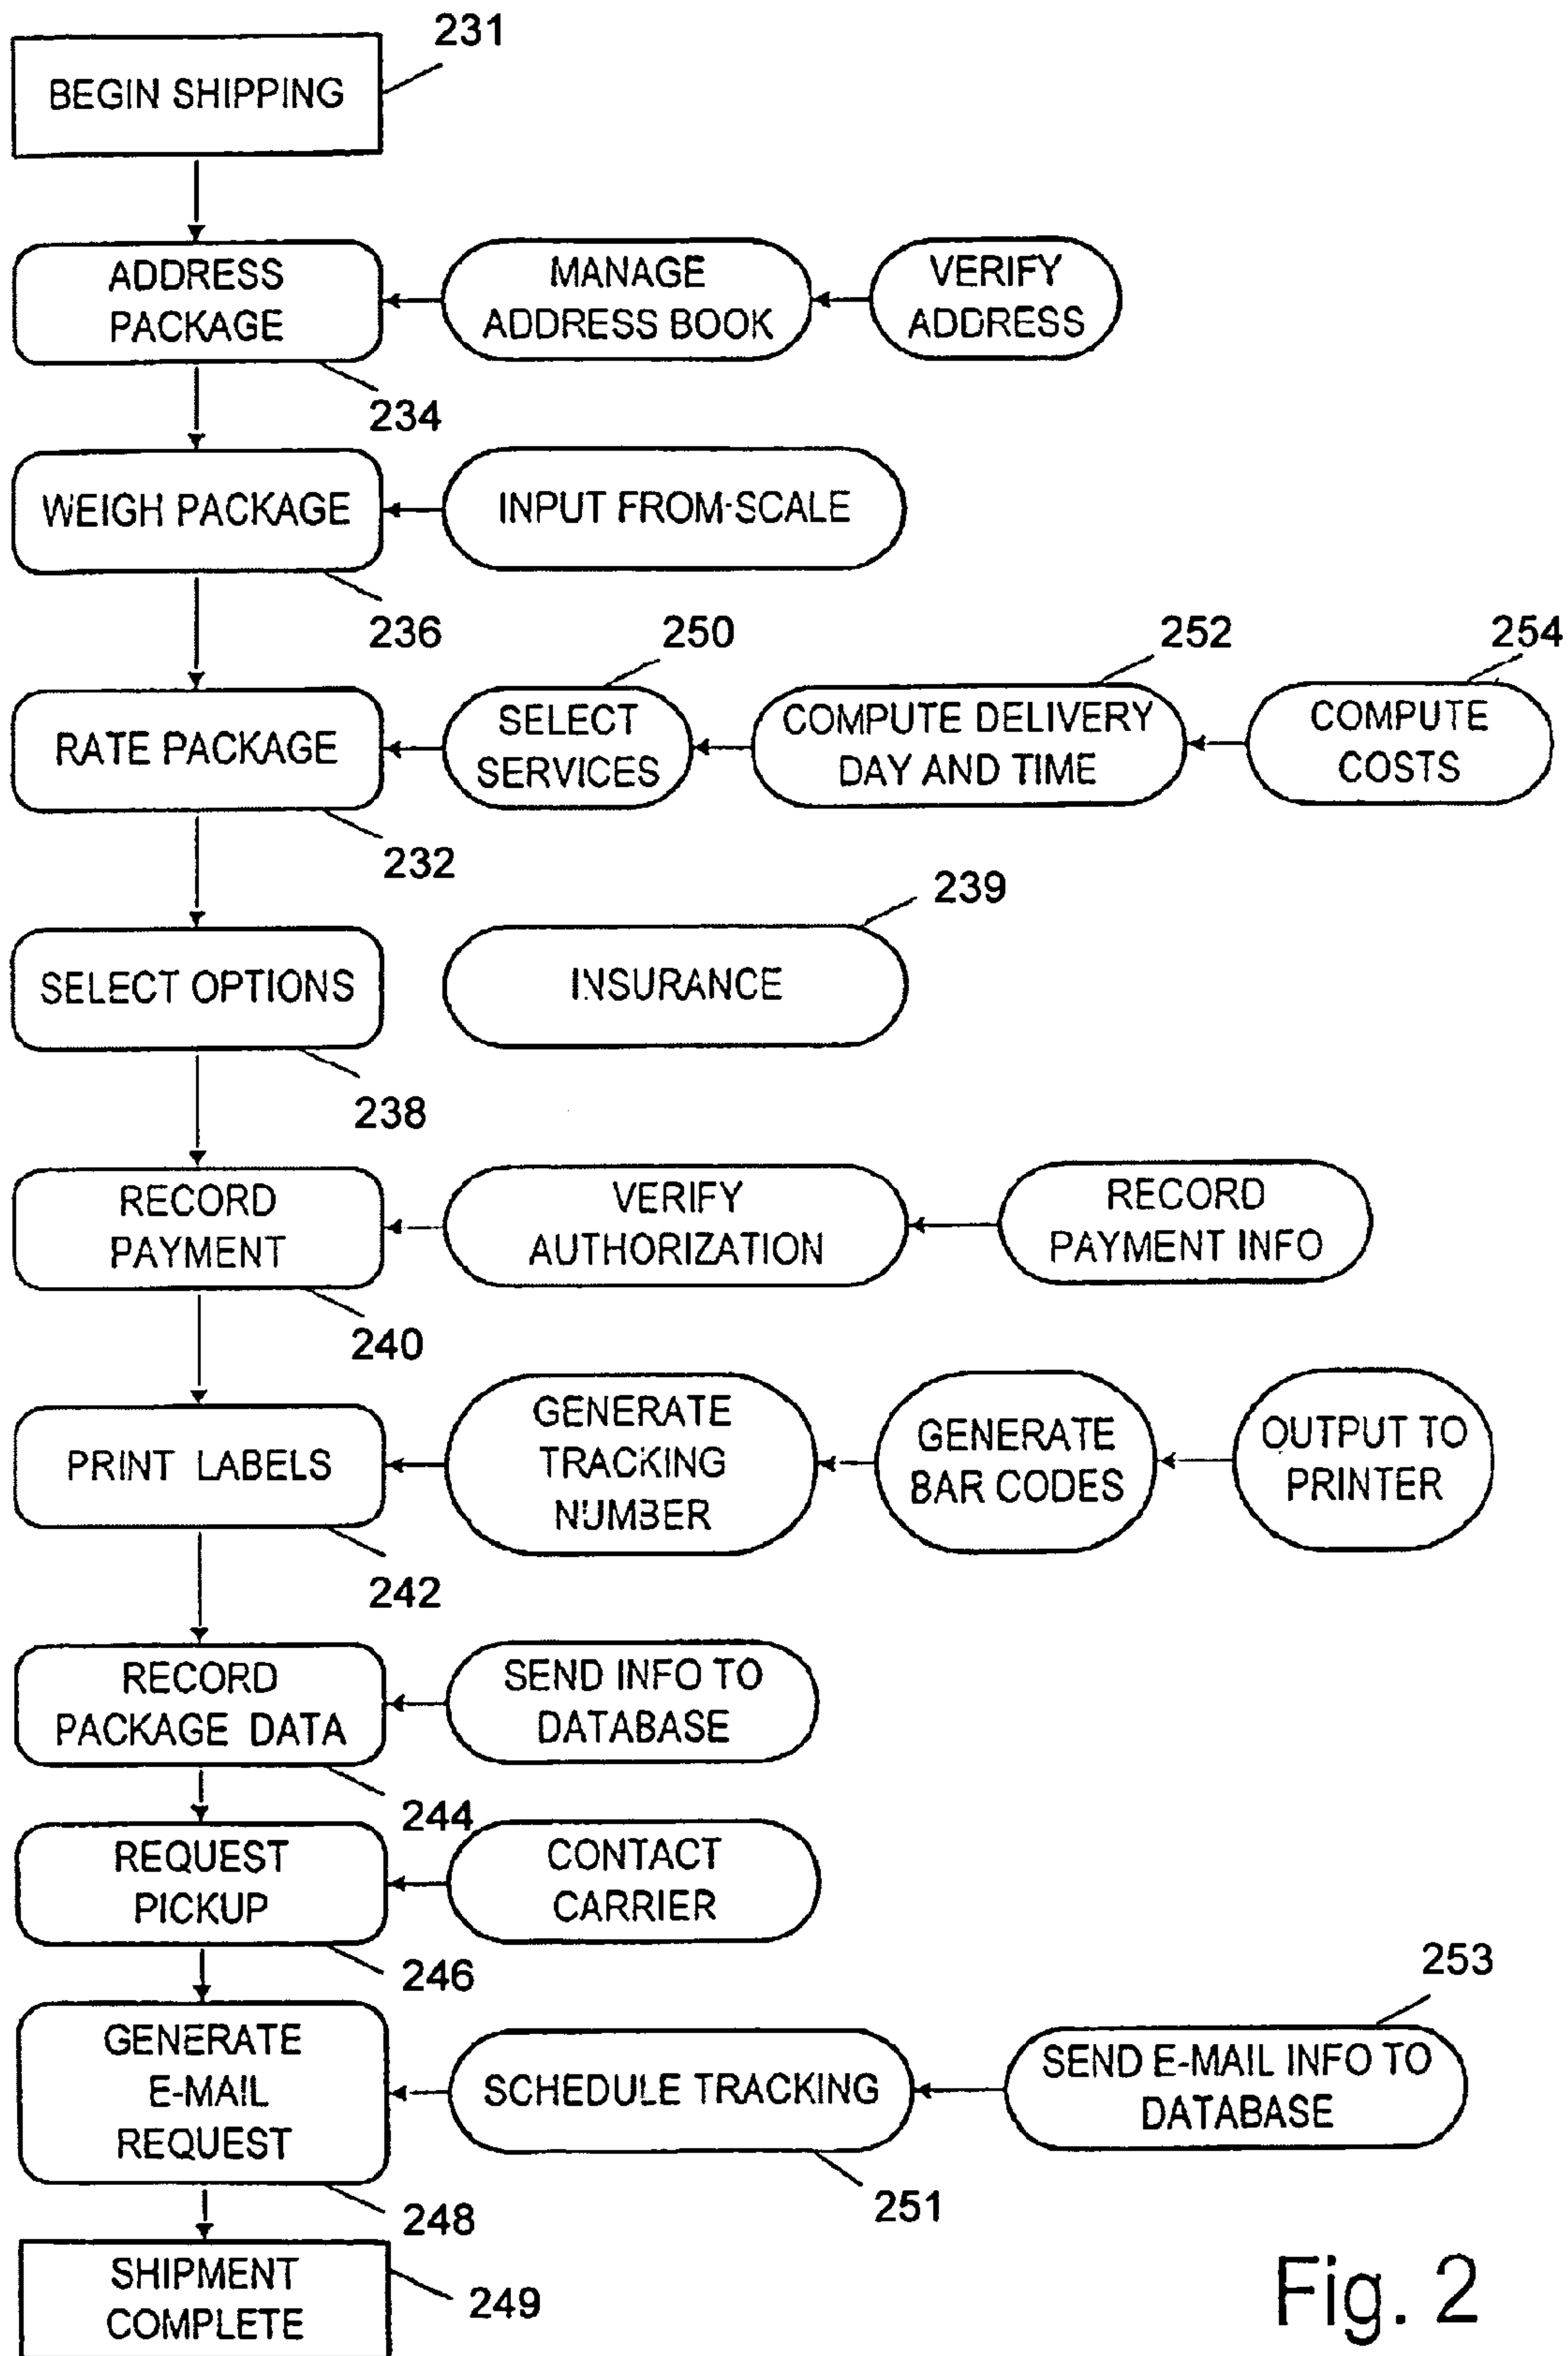 231
BEGIN SHIPPING
ADDRESS
PACKAGE
MANAGE
ADDRESS BOOK
VERIFY
ADDRESS
234
WEIGH PACKAGE
INPUT FROM-SCALE
236
250
252
254
RATE PACKAGE
SELECT
SERVICES
COMPUTE DELIVERY
DAY AND TIME
COMPUTE
COSTS
232
239
SELECT OPTIONS
INSURANCE
238
RECORD
PAYMENT
VERIFY
AUTHORIZATION
RECORD
PAYMENT INFO
240
PRINT LABELS
GENERATE
TRACKING
NUMBER
GENERATE
BAR CODES
OUTPUT TO
PRINTER
242
RECORD
PACKAGE DATA
SEND INFO TO
DATABASE
244
REQUEST
PICKUP
CONTACT
CARRIER
246
253
GENERATE
E-MAIL
REQUEST
SCHEDULE TRACKING
SEND E-MAIL INFO TO
DATABASE
251
248
SHIPMENT
COMPLETE
249
Fig. 2